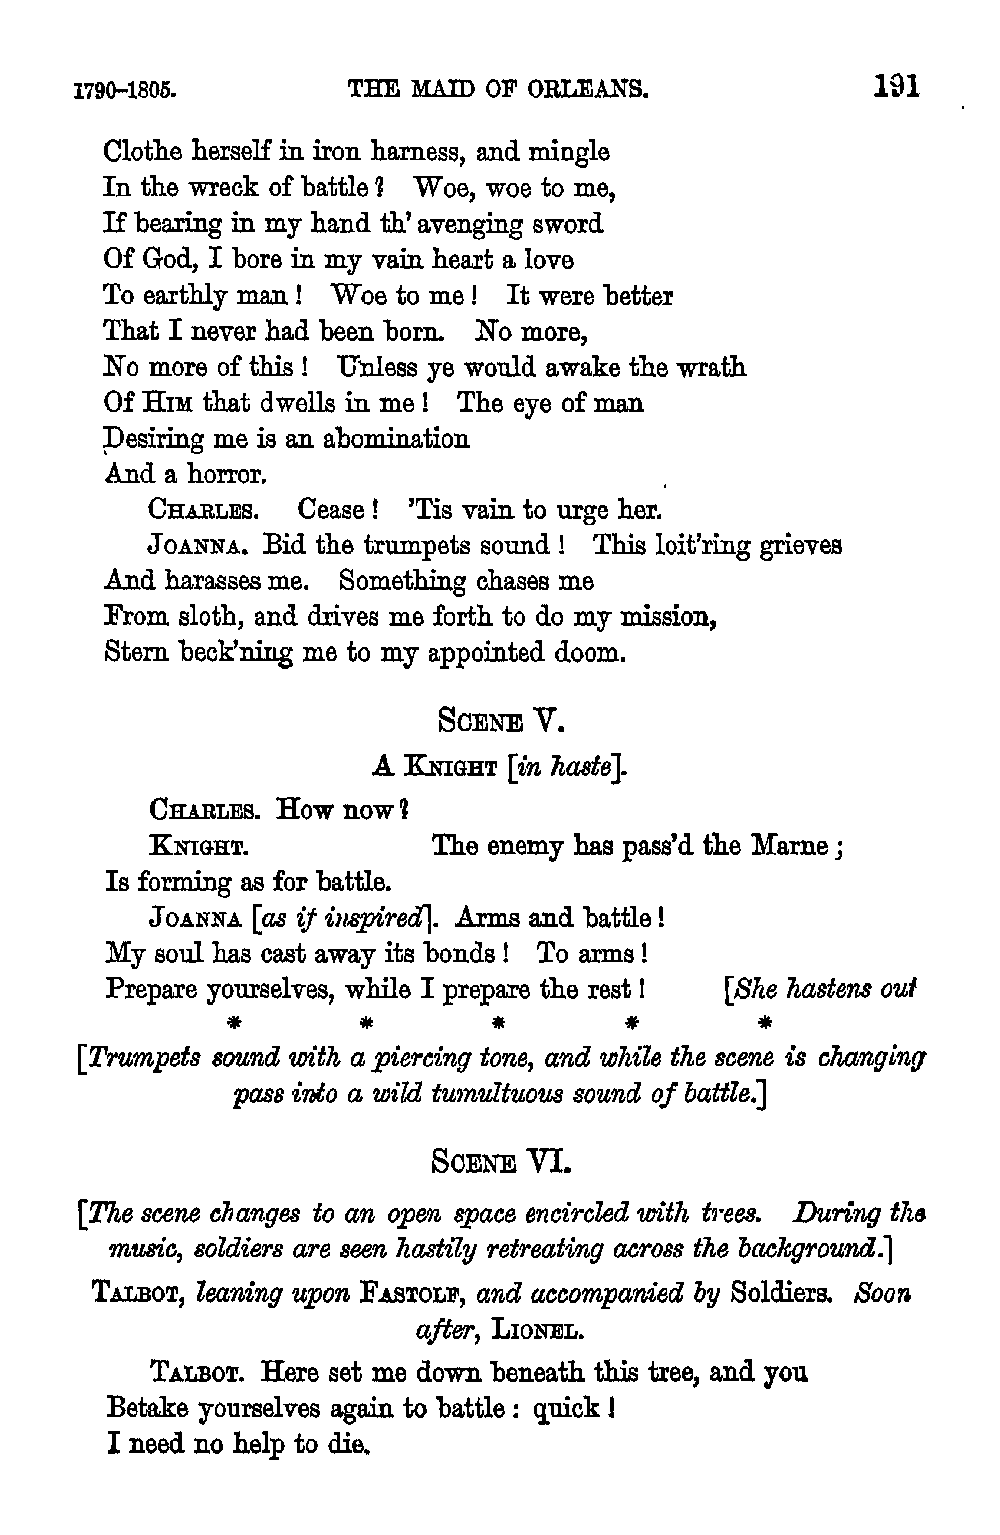 1790–1805. THE MAID OF ORLEANS. 191
Clothe herself in iron harness, and mingle
In the wreck of battle? Woe, woe to me,
If bearing in my hand th' avenging sword
Of God, I bore in my vain heart a love
To earthly man! Woe to me! It were better
That I never had been born. No more,
No more of this! Unless ye would awake the wrath
Of HIM that dwells in me! The eye of man
Desiring me is an abomination
And a horror.
CHARLES. Cease! 'Tis vain to urge her.
JOANNA. Bid the trumpets sound! This loit'ring grieves
And harasses me. Something chases me
From sloth, and drives me forth to do my mission,
Stern beck'ning me to my appointed doom.
SCENE V.
A KNIGHT [in haste].
CHARLES. How now?
KNIGHT. The enemy has pass'd the Marne;
Is forming as for battle.
JOANNA [as if inspired]. Arms and battle!
My soul has cast away its bonds! To arms!
Prepare yourselves, while I prepare the rest! [She hastens out
* * * * *
[Trumpets sound with a piercing tone, and while the scene is changing
pass into a wild tumultuous sound of battle.]
SCENE VI.
[The scene changes to an open space encircled with trees. During the
music, soldiers are seen hastily retreating across the background.]
TALBOT, leaning upon FASTOLF, and accompanied by Soldiers. Soon
after, LIONEL.
TALBOT. Here set me down beneath this tree, and you
Betake yourselves again to battle: quick!
I need no help to die.